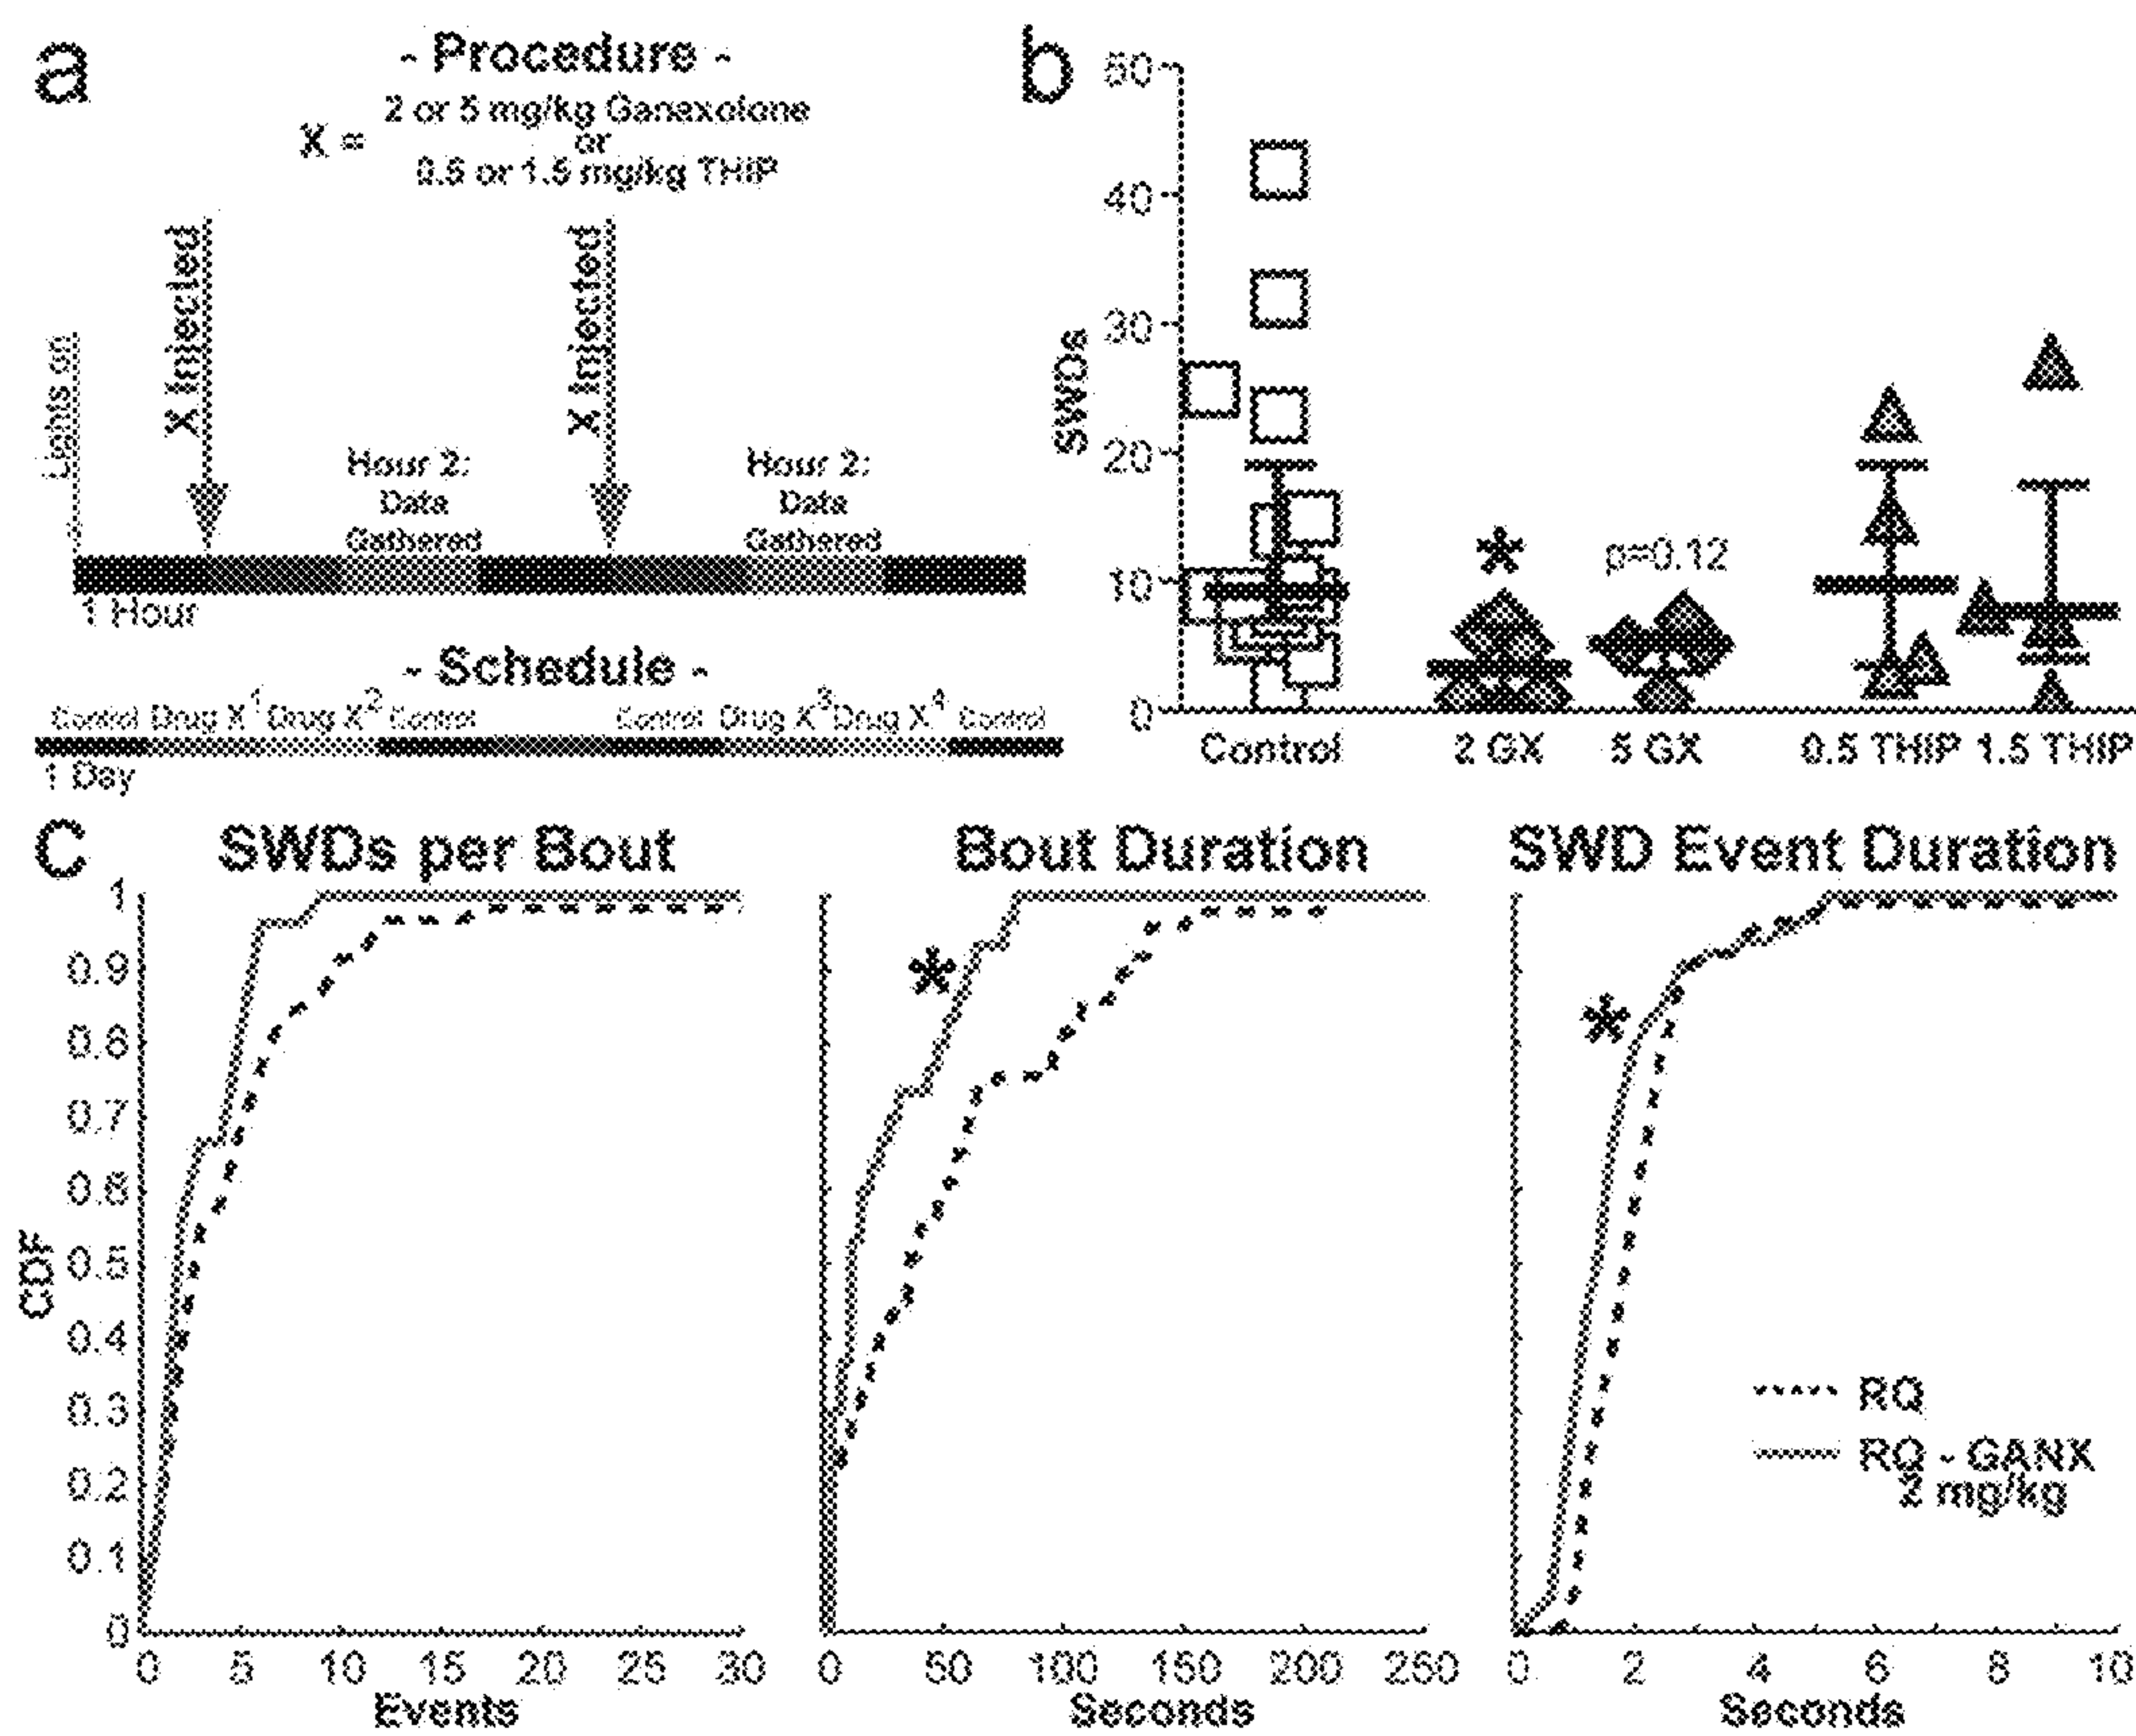 a
- Procedure -
X =
2 or 5 mg/kg Ganaxolone
or
0.5 or 1.5 mg/kg THIP
Lights on
X Injected
X Injected
Hour 2:
Data
Gathered
Hour 2:
Data
Gathered
1 Hour
- Schedule -
Control Drug X1 Drug X2 Control Control Drug X3 Drug X4 Control
1 Day
b
SWDs
50
40
30
20
10
0
*
p=0.12
Control 2 GX 5 GX 0.5 THIP 1.5 THIP
c
SWDs per Bout
Bout Duration
SWD Event Duration
CDF
1
0.9
0.8
0.7
0.6
0.5
0.4
0.3
0.2
0.1
0
*
*
RQ
RQ - GANX
2 mg/kg
0 5 10 15 20 25 30
Events
0 50 100 150 200 250
Seconds
0 2 4 6 8 10
Seconds